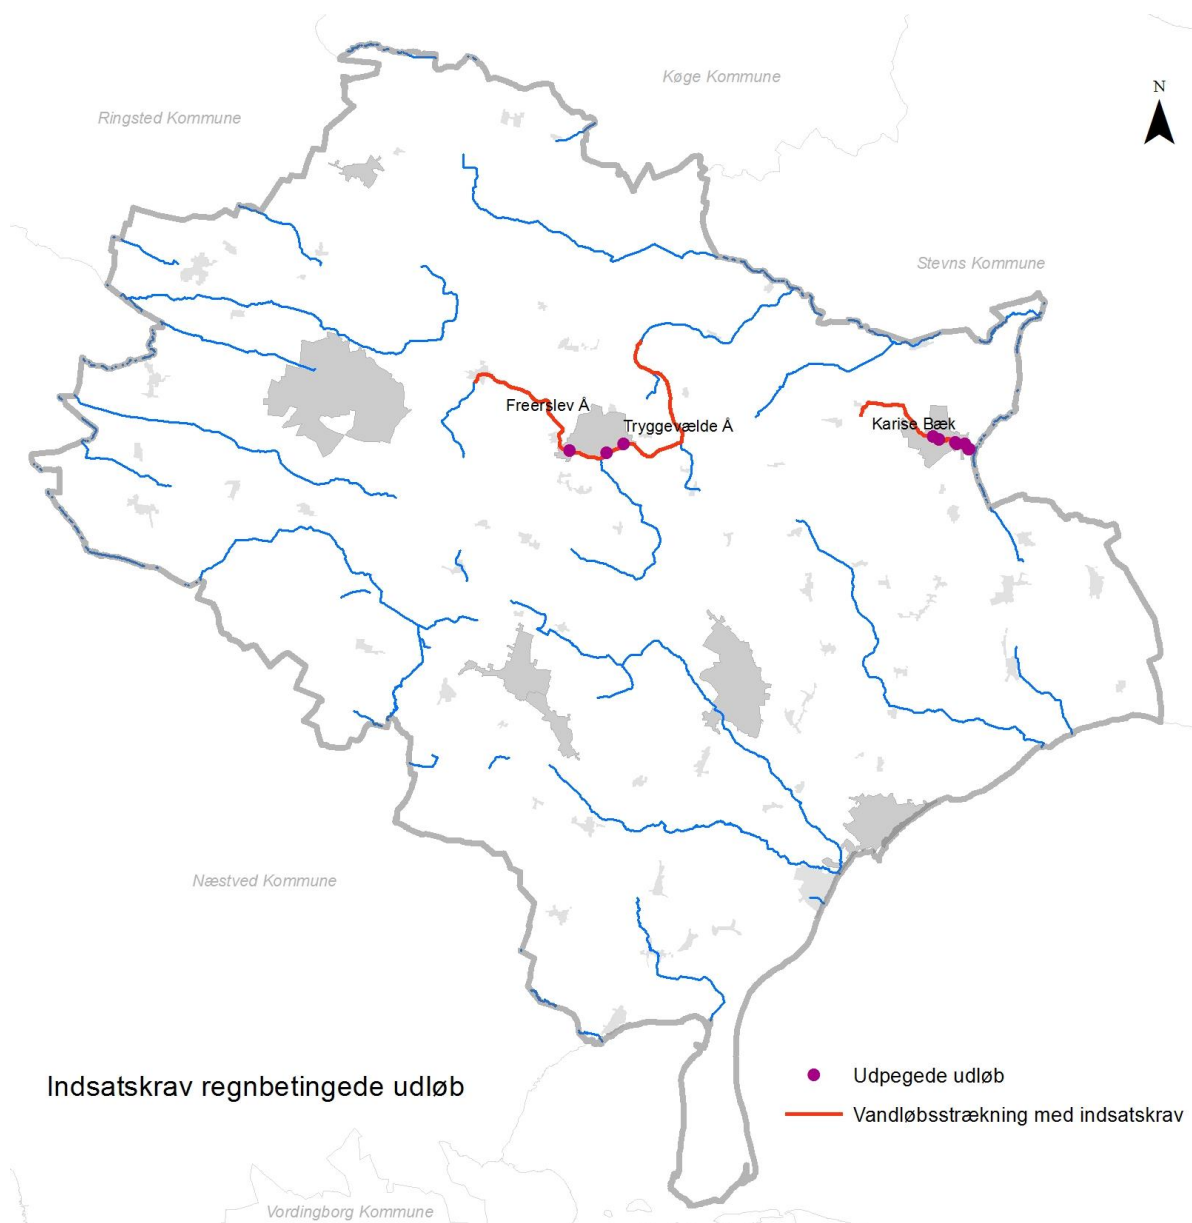 Køge Kommune
N
Ringsted Kommune
Stevns Kommune
Freerslev Å
Tryggevælde Å
Karise Bæk
Næstved Kommune
Indsatskrav regnbetingede udløb
Udpegede udløb
Vandløbsstrækning med indsatskrav
Vordingborg Kommune